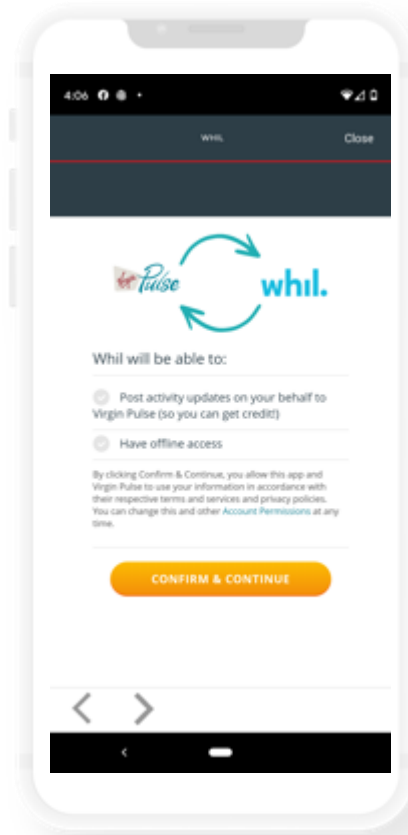 4:06
WHIL
Close
Virgin Pulse
whil.
Whil will be able to:
Post activity updates on your behalf to
Virgin Pulse (so you can get credit!)
Have offline access
By clicking Confirm & Continue, you allow this app and
Virgin Pulse to use your information in accordance with
their respective terms and services and privacy policies.
You can change this and other Account Permissions at any
time.
CONFIRM & CONTINUE